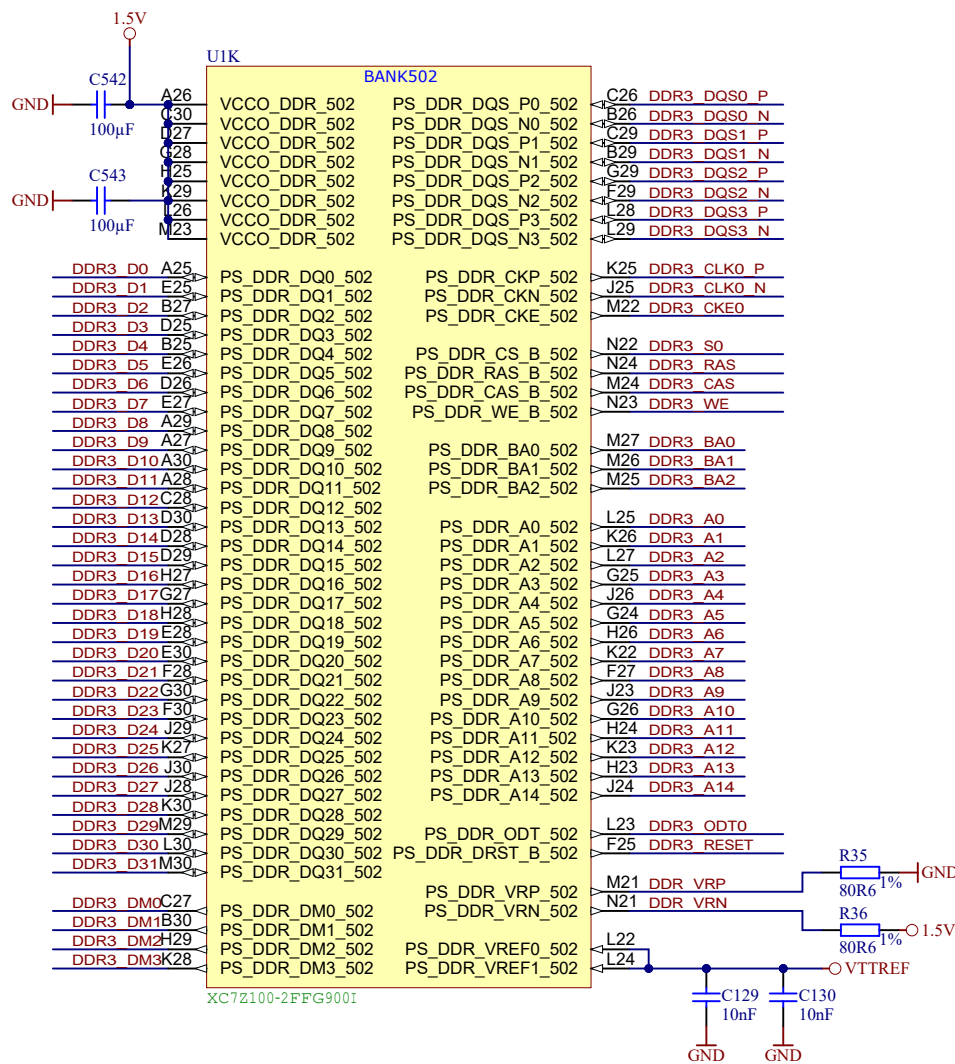 1.5V
U1K
BANK502
C542
GND
100µF
C543
GND
100µF
A26 VCCO_DDR_502
C30 VCCO_DDR_502
D27 VCCO_DDR_502
G28 VCCO_DDR_502
H25 VCCO_DDR_502
K29 VCCO_DDR_502
L26 VCCO_DDR_502
M23 VCCO_DDR_502
DDR3_D0 A25 PS_DDR_DQ0_502
DDR3_D1 E25 PS_DDR_DQ1_502
DDR3_D2 B27 PS_DDR_DQ2_502
DDR3_D3 D25 PS_DDR_DQ3_502
DDR3_D4 B25 PS_DDR_DQ4_502
DDR3_D5 E26 PS_DDR_DQ5_502
DDR3_D6 D26 PS_DDR_DQ6_502
DDR3_D7 E27 PS_DDR_DQ7_502
DDR3_D8 A29 PS_DDR_DQ8_502
DDR3_D9 A27 PS_DDR_DQ9_502
DDR3_D10 A30 PS_DDR_DQ10_502
DDR3_D11 A28 PS_DDR_DQ11_502
DDR3_D12 C28 PS_DDR_DQ12_502
DDR3_D13 D30 PS_DDR_DQ13_502
DDR3_D14 D28 PS_DDR_DQ14_502
DDR3_D15 D29 PS_DDR_DQ15_502
DDR3_D16 H27 PS_DDR_DQ16_502
DDR3_D17 G27 PS_DDR_DQ17_502
DDR3_D18 H28 PS_DDR_DQ18_502
DDR3_D19 E28 PS_DDR_DQ19_502
DDR3_D20 E30 PS_DDR_DQ20_502
DDR3_D21 F28 PS_DDR_DQ21_502
DDR3_D22 G30 PS_DDR_DQ22_502
DDR3_D23 F30 PS_DDR_DQ23_502
DDR3_D24 J29 PS_DDR_DQ24_502
DDR3_D25 K27 PS_DDR_DQ25_502
DDR3_D26 J30 PS_DDR_DQ26_502
DDR3_D27 J28 PS_DDR_DQ27_502
DDR3_D28 K30 PS_DDR_DQ28_502
DDR3_D29 M29 PS_DDR_DQ29_502
DDR3_D30 L30 PS_DDR_DQ30_502
DDR3_D31 M30 PS_DDR_DQ31_502
DDR3_DM0 C27 PS_DDR_DM0_502
DDR3_DM1 B30 PS_DDR_DM1_502
DDR3_DM2 H29 PS_DDR_DM2_502
DDR3_DM3 K28 PS_DDR_DM3_502
PS_DDR_DQS_P0_502 C26 DDR3_DQS0_P
PS_DDR_DQS_N0_502 B26 DDR3_DQS0_N
PS_DDR_DQS_P1_502 C29 DDR3_DQS1_P
PS_DDR_DQS_N1_502 B29 DDR3_DQS1_N
PS_DDR_DQS_P2_502 G29 DDR3_DQS2_P
PS_DDR_DQS_N2_502 F29 DDR3_DQS2_N
PS_DDR_DQS_P3_502 L28 DDR3_DQS3_P
PS_DDR_DQS_N3_502 L29 DDR3_DQS3_N
PS_DDR_CKP_502 K25 DDR3_CLK0_P
PS_DDR_CKN_502 J25 DDR3_CLK0_N
PS_DDR_CKE_502 M22 DDR3_CKE0
PS_DDR_CS_B_502 N22 DDR3_S0
PS_DDR_RAS_B_502 N24 DDR3_RAS
PS_DDR_CAS_B_502 M24 DDR3_CAS
PS_DDR_WE_B_502 N23 DDR3_WE
PS_DDR_BA0_502 M27 DDR3_BA0
PS_DDR_BA1_502 M26 DDR3_BA1
PS_DDR_BA2_502 M25 DDR3_BA2
PS_DDR_A0_502 L25 DDR3_A0
PS_DDR_A1_502 K26 DDR3_A1
PS_DDR_A2_502 L27 DDR3_A2
PS_DDR_A3_502 G25 DDR3_A3
PS_DDR_A4_502 J26 DDR3_A4
PS_DDR_A5_502 G24 DDR3_A5
PS_DDR_A6_502 H26 DDR3_A6
PS_DDR_A7_502 K22 DDR3_A7
PS_DDR_A8_502 F27 DDR3_A8
PS_DDR_A9_502 J23 DDR3_A9
PS_DDR_A10_502 G26 DDR3_A10
PS_DDR_A11_502 H24 DDR3_A11
PS_DDR_A12_502 K23 DDR3_A12
PS_DDR_A13_502 H23 DDR3_A13
PS_DDR_A14_502 J24 DDR3_A14
PS_DDR_ODT_502 L23 DDR3_ODT0
PS_DDR_DRST_B_502 F25 DDR3_RESET
PS_DDR_VRP_502 M21 DDR_VRP
PS_DDR_VRN_502 N21 DDR_VRN
PS_DDR_VREF0_502 L22
PS_DDR_VREF1_502 L24
R35
80R6 1%
GND
R36
80R6 1%
1.5V
VTTREF
C129
10nF
GND
C130
10nF
GND
XC7Z100-2FFG900I